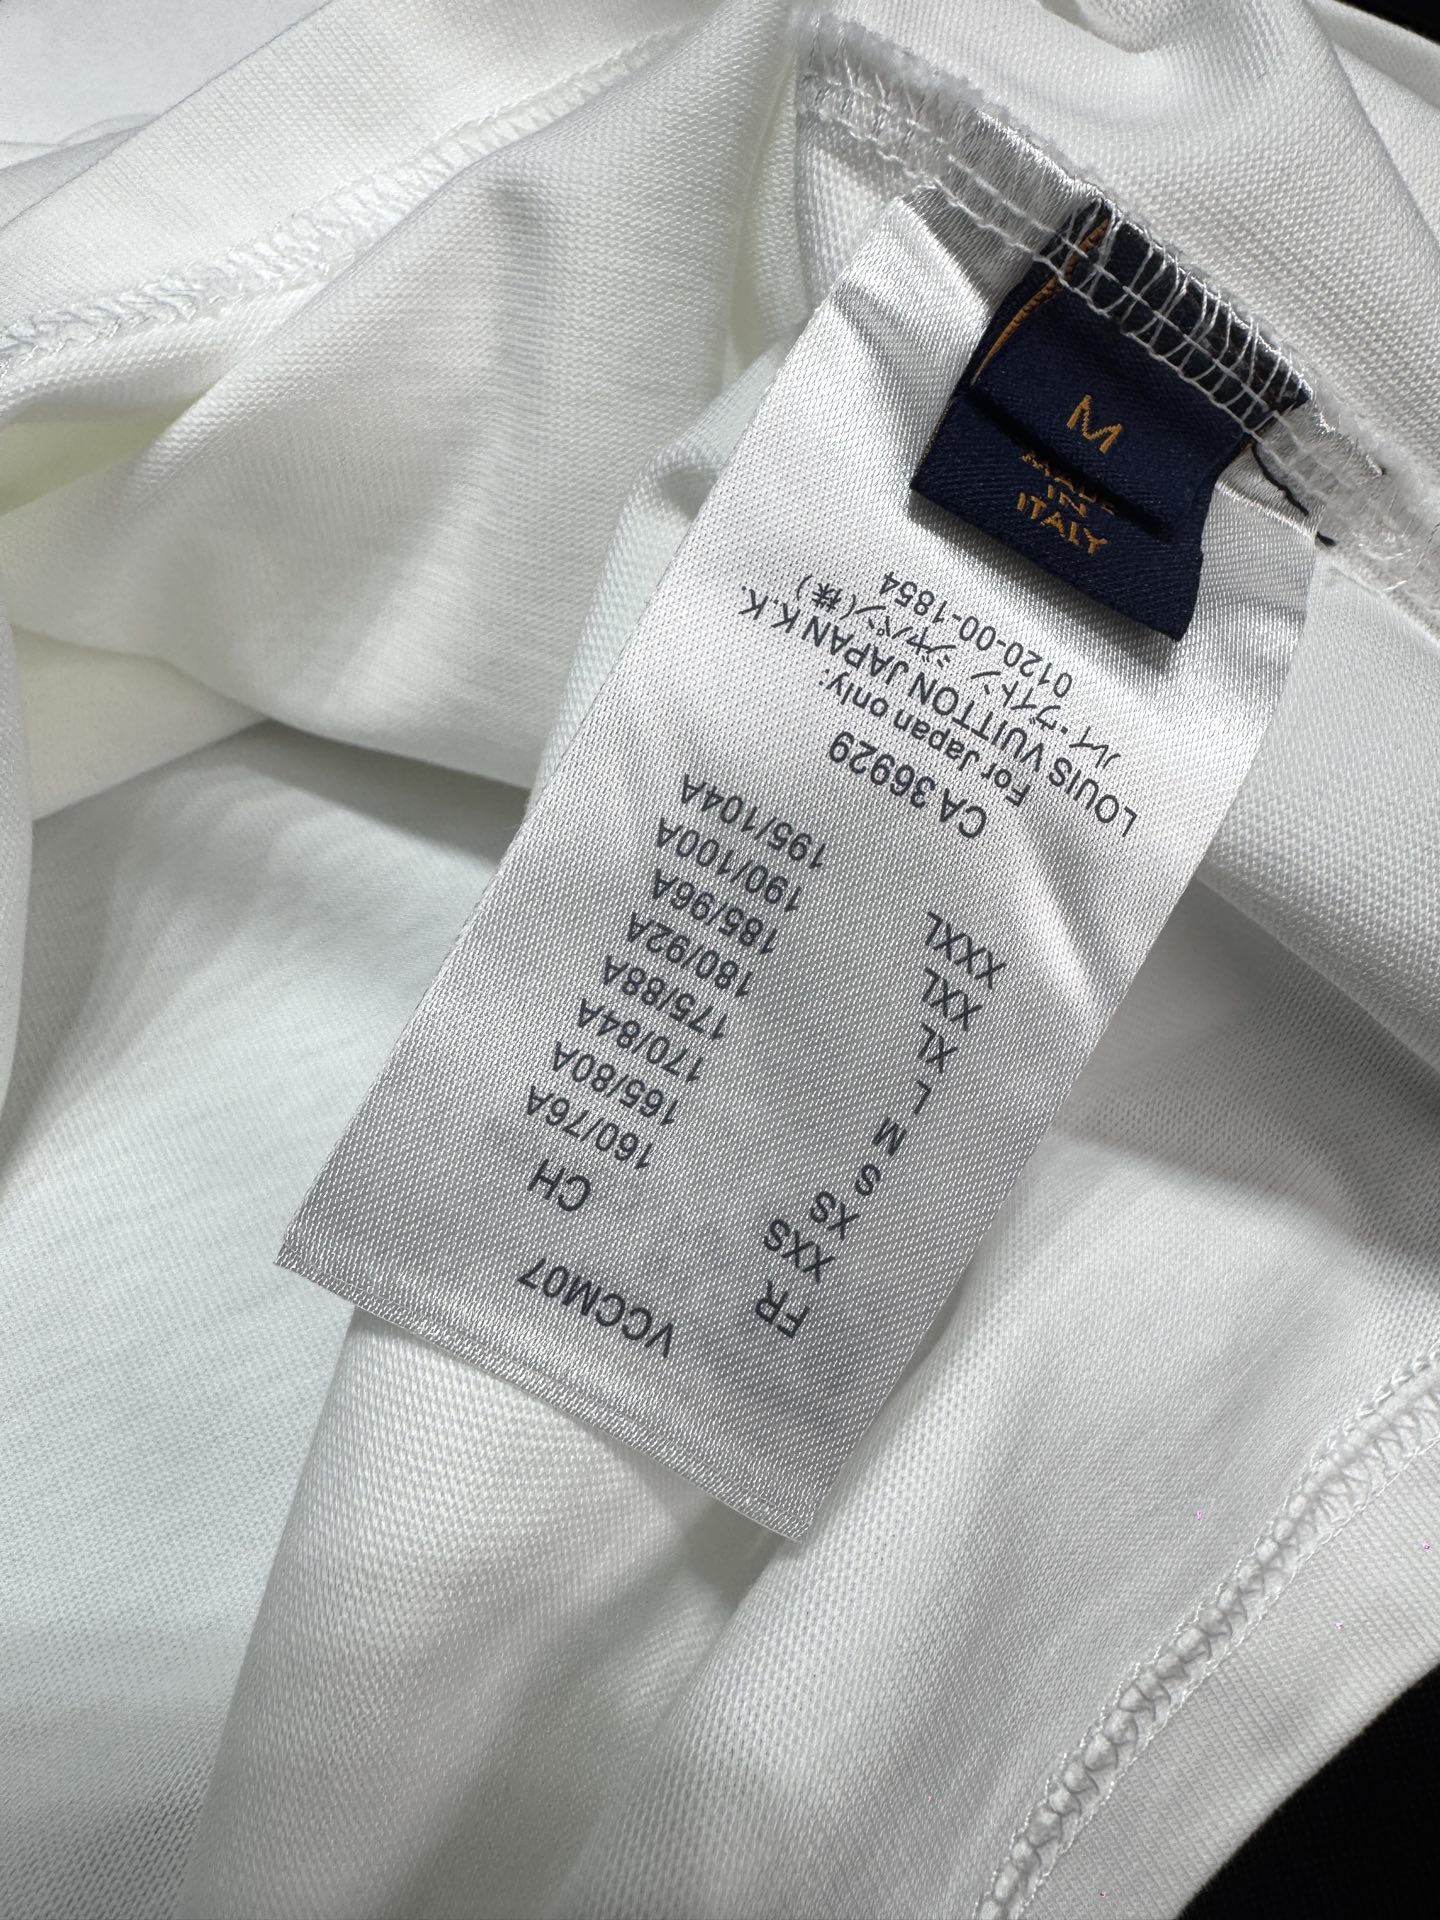 M
MADE
IN
ITALY
VCCM07
FR CH
XXS 160/76A
XS 165/80A
S 170/84A
M 175/88A
L 180/92A
XL 185/96A
XXL 190/100A
XXXL 195/104A
CA 36929
For Japan only:
LOUIS VUITTON JAPAN K.K.
ルイ・ヴイトン ジャパン(株)
0120-00-1854